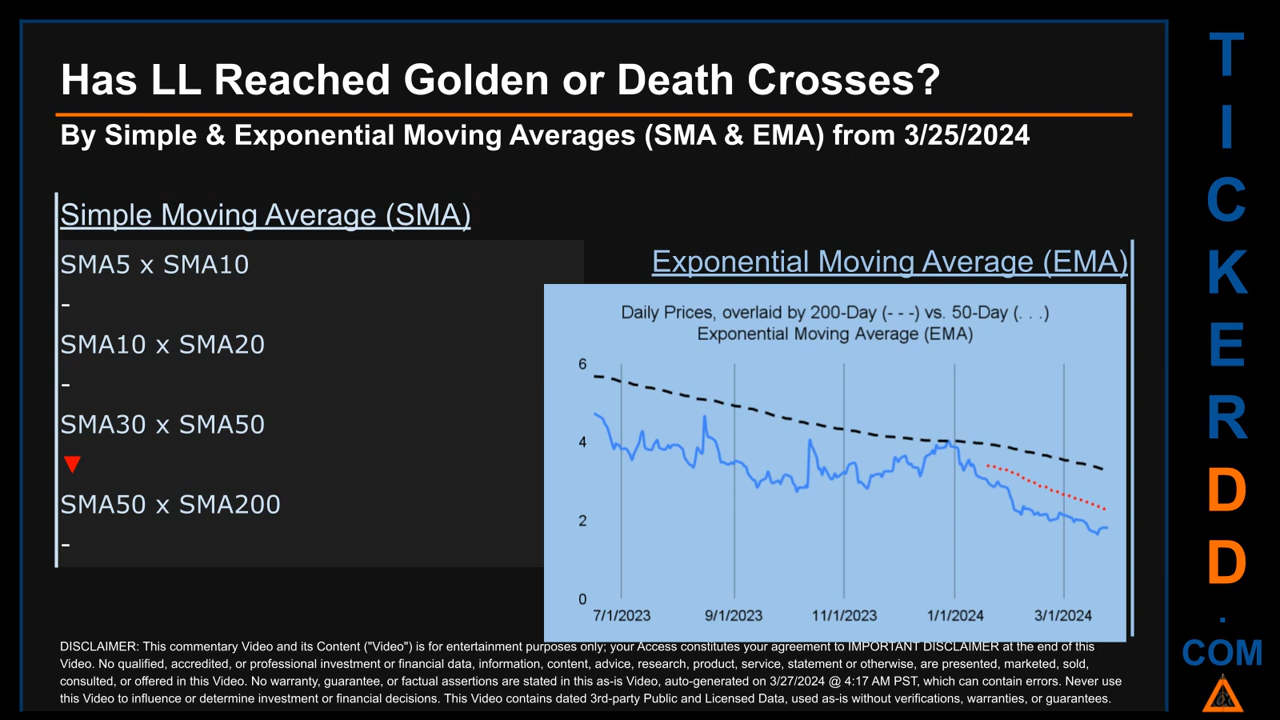 Has LL Reached Golden or Death Crosses?
By Simple & Exponential Moving Averages (SMA & EMA) from 3/25/2024
Simple Moving Average (SMA)
SMA5 x SMA10
-
SMA10 x SMA20
-
SMA30 x SMA50
▼
SMA50 x SMA200
-
Exponential Moving Average (EMA)
Daily Prices, overlaid by 200-Day (- - -) vs. 50-Day (. . .)
Exponential Moving Average (EMA)
6
4
2
0
7/1/2023 9/1/2023 11/1/2023 1/1/2024 3/1/2024
DISCLAIMER: This commentary Video and its Content ("Video") is for entertainment purposes only; your Access constitutes your agreement to IMPORTANT DISCLAIMER at the end of this
Video. No qualified, accredited, or professional investment or financial data, information, content, advice, research, product, service, statement or otherwise, are presented, marketed, sold,
consulted, or offered in this Video. No warranty, guarantee, or factual assertions are stated in this as-is Video, auto-generated on 3/27/2024 @ 4:17 AM PST, which can contain errors. Never use
this Video to influence or determine investment or financial decisions. This Video contains dated 3rd-party Public and Licensed Data, used as-is without verifications, warranties, or guarantees.
T
I
C
K
E
R
D
D
.
COM